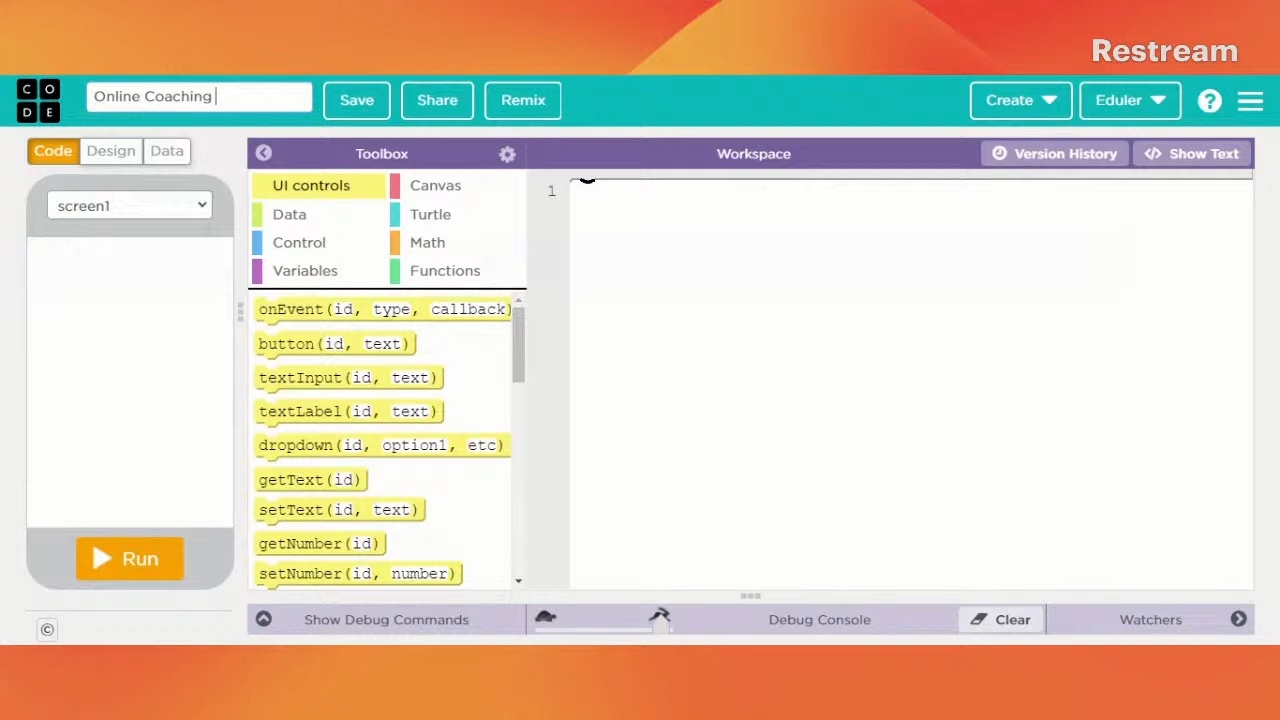 Restream
CODE
Online Coaching
Save
Share
Remix
Create
Eduler
?
Code
Design
Data
Toolbox
Workspace
Version History
</> Show Text
screen1
UI controls
Canvas
Data
Turtle
Control
Math
Variables
Functions
1
onEvent(id, type, callback)
button(id, text)
textInput(id, text)
textLabel(id, text)
dropdown(id, option1, etc)
getText(id)
setText(id, text)
getNumber(id)
setNumber(id, number)
Run
©
Show Debug Commands
Debug Console
Clear
Watchers